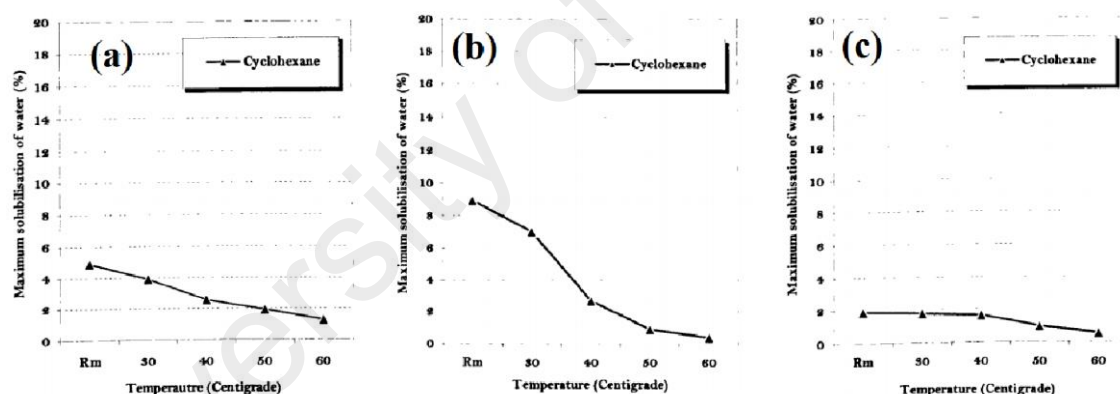 (a)
Cyclohexane
Maximum solubilisation of water (%)
20
18
16
14
12
10
8
6
4
2
0
Rm 30 40 50 60
Temperautre (Centigrade)
(b)
Cyclohexane
Maximum solubilisation of water (%)
20
18
16
14
12
10
8
6
4
2
0
Rm 30 40 50 60
Temperature (Centigrade)
(c)
Cyclohexane
Maximum solubilisation of water (%)
20
18
16
14
12
10
8
6
4
2
0
Rm 30 40 50 60
Temperature (Centigrade)
versity of